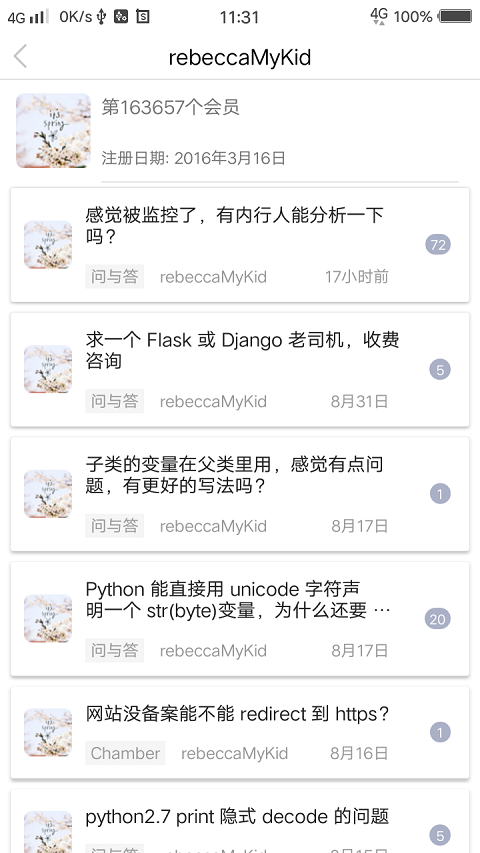 4G 0K/s 11:31 4G 100%
rebeccaMyKid
第163657个会员
注册日期: 2016年3月16日
感觉被监控了，有内行人能分析一下
吗？
72
问与答 rebeccaMyKid 17小时前
求一个 Flask 或 Django 老司机，收费
咨询
5
问与答 rebeccaMyKid 8月31日
子类的变量在父类里用，感觉有点问
题，有更好的写法吗？
1
问与答 rebeccaMyKid 8月17日
Python 能直接用 unicode 字符声
明一个 str(byte)变量，为什么还要 …
20
问与答 rebeccaMyKid 8月17日
网站没备案能不能 redirect 到 https？
1
Chamber rebeccaMyKid 8月16日
python2.7 print 隐式 decode 的问题
5
问与答 rebeccaMyKid 8月15日